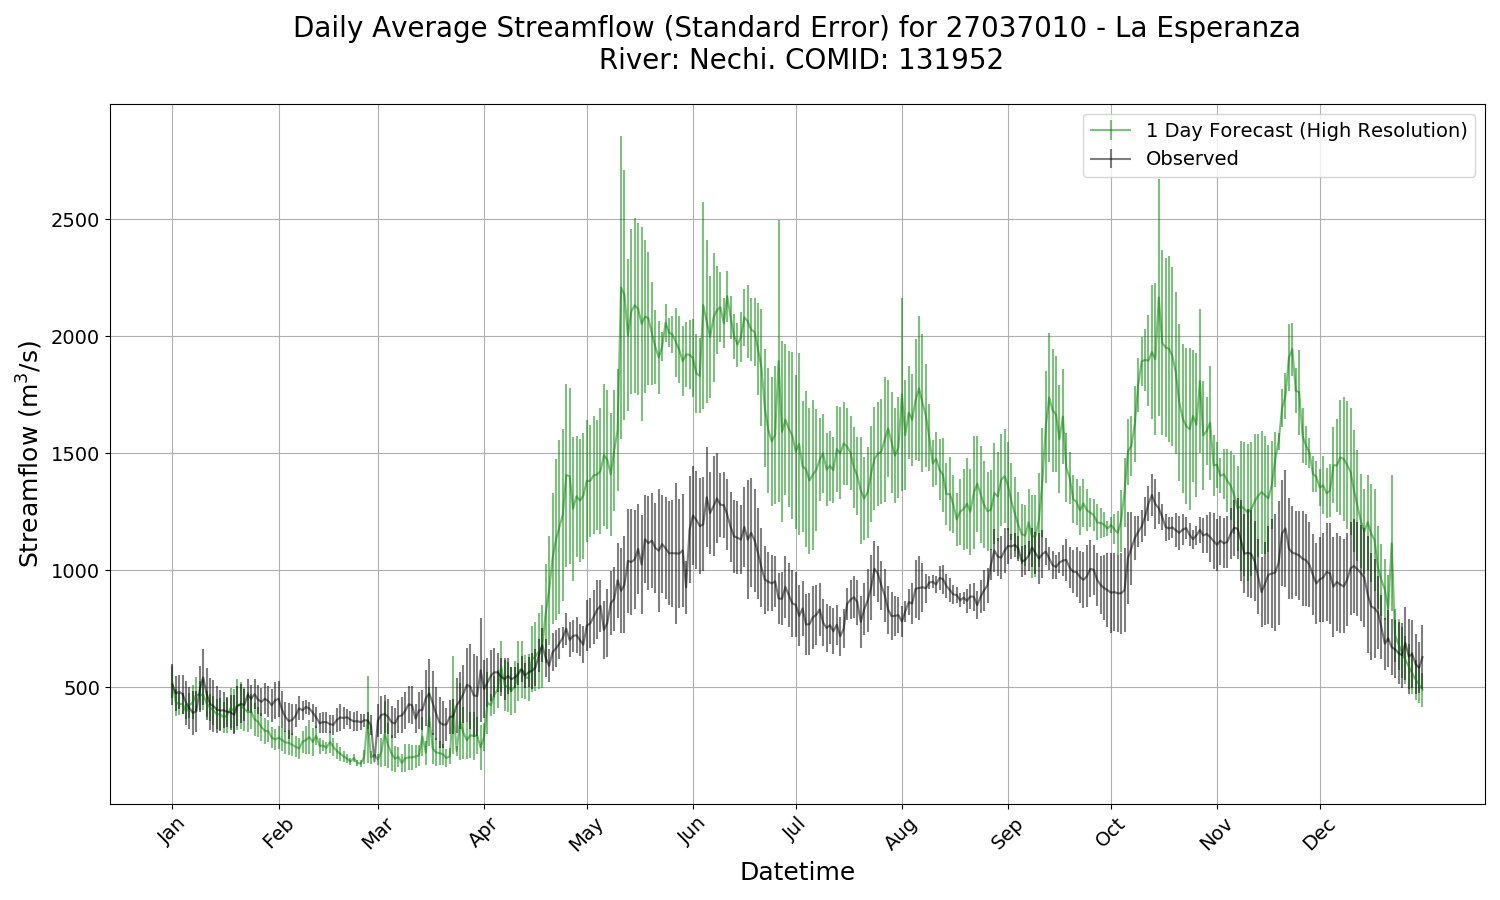 Daily Average Streamflow (Standard Error) for 27037010 - La Esperanza
River: Nechi. COMID: 131952
1 Day Forecast (High Resolution)
Observed
Streamflow (m³/s)
2500
2000
1500
1000
500
Jan
Feb
Mar
Apr
May
Jun
Jul
Aug
Sep
Oct
Nov
Dec
Datetime